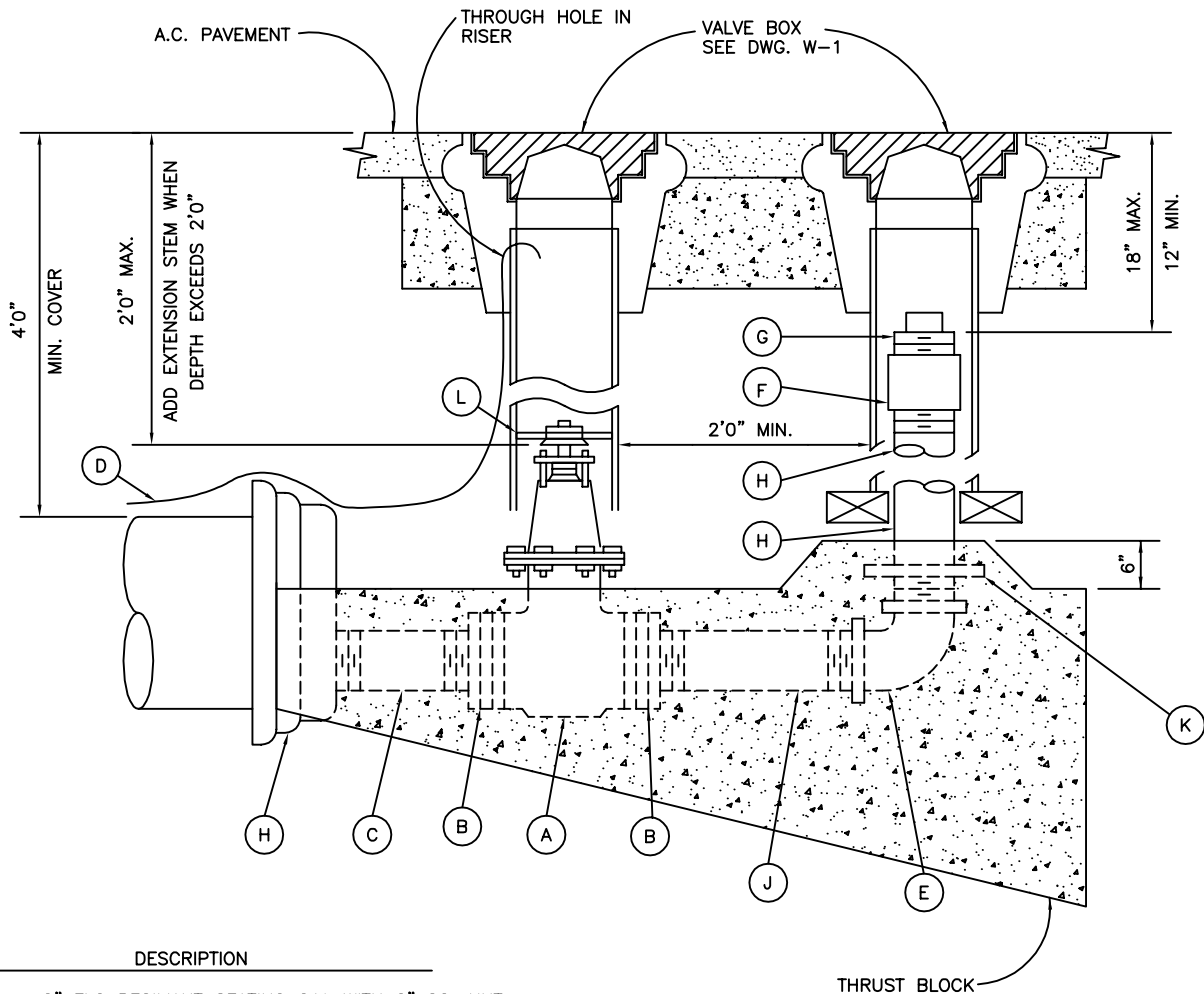 THROUGH HOLE IN
RISER
A.C. PAVEMENT
VALVE BOX
SEE DWG. W-1
4'0"
MIN. COVER
2'0" MAX.
ADD EXTENSION STEM WHEN
DEPTH EXCEEDS 2'0"
18" MAX.
12" MIN.
G
F
L
2'0" MIN.
D
H
H
6"
K
H
C
B
A
B
J
E
DESCRIPTION
THRUST BLOCK